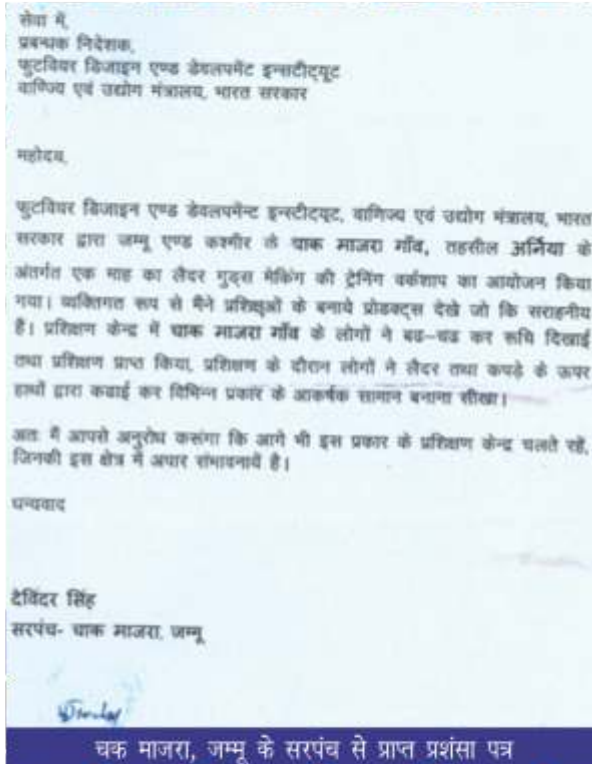 सेवा में,
प्रबन्धक निदेशक,
फुटवियर डिजाइन एण्ड डेवलपमेंट इन्सटीट्यूट
वाणिज्य एवं उद्योग मंत्रालय, भारत सरकार
महोदय,
फुटवियर डिजाइन एण्ड डेवलपमेन्ट इन्स्टीट्यूट, वाणिज्य एवं उद्योग मंत्रालय, भारत
सरकार द्वारा जम्मू एण्ड कश्मीर के चाक माजरा गाँव, तहसील अर्निया के
अंतर्गत एक माह का लैदर गुड्स मेकिंग की ट्रेनिंग वर्कशाप का आयोजन किया
गया। व्यक्तिगत रूप से मैने प्रशिक्षुओं के बनाये प्रोडक्ट्स देखे जो कि सराहनीय
है। प्रशिक्षण केन्द्र में चाक माजरा गाँव के लोगों ने बढ-चढ कर रूचि दिखाई
तथा प्रशिक्षण प्राप्त किया, प्रशिक्षण के दौरान लोगों ने लैदर तथा कपड़े के ऊपर
हाथों द्वारा कढाई कर विभिन्न प्रकार के आकर्षक सामान बनाना सीखा।
अतः मैं आपसे अनुरोध करूंगा कि आगे भी इस प्रकार के प्रशिक्षण केन्द्र चलते रहें,
जिनकी इस क्षेत्र में अपार संभावनायें है।
धन्यवाद
देविंदर सिंह
सरपंच- चाक माजरा, जम्मू
चक माजरा, जम्मू के सरपंच से प्राप्त प्रशंसा पत्र